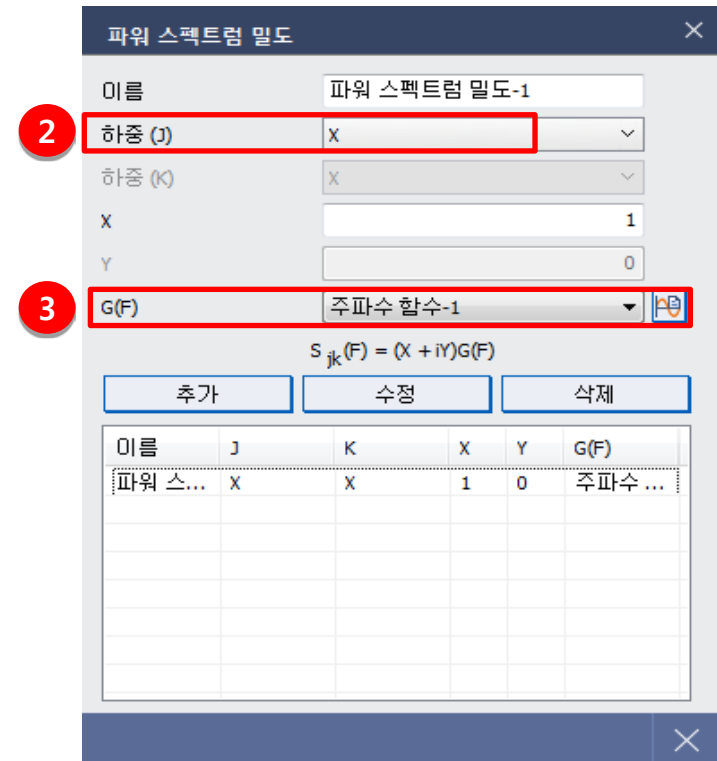 파워 스펙트럼 밀도
이름 파워 스펙트럼 밀도-1
2 하중 (J) X
하중 (K) X
X 1
Y 0
3 G(F) 주파수 함수-1
S jk(F) = (X + iY)G(F)
추가 수정 삭제
이름 J K X Y G(F)
파워 스... X X 1 0 주파수 ...